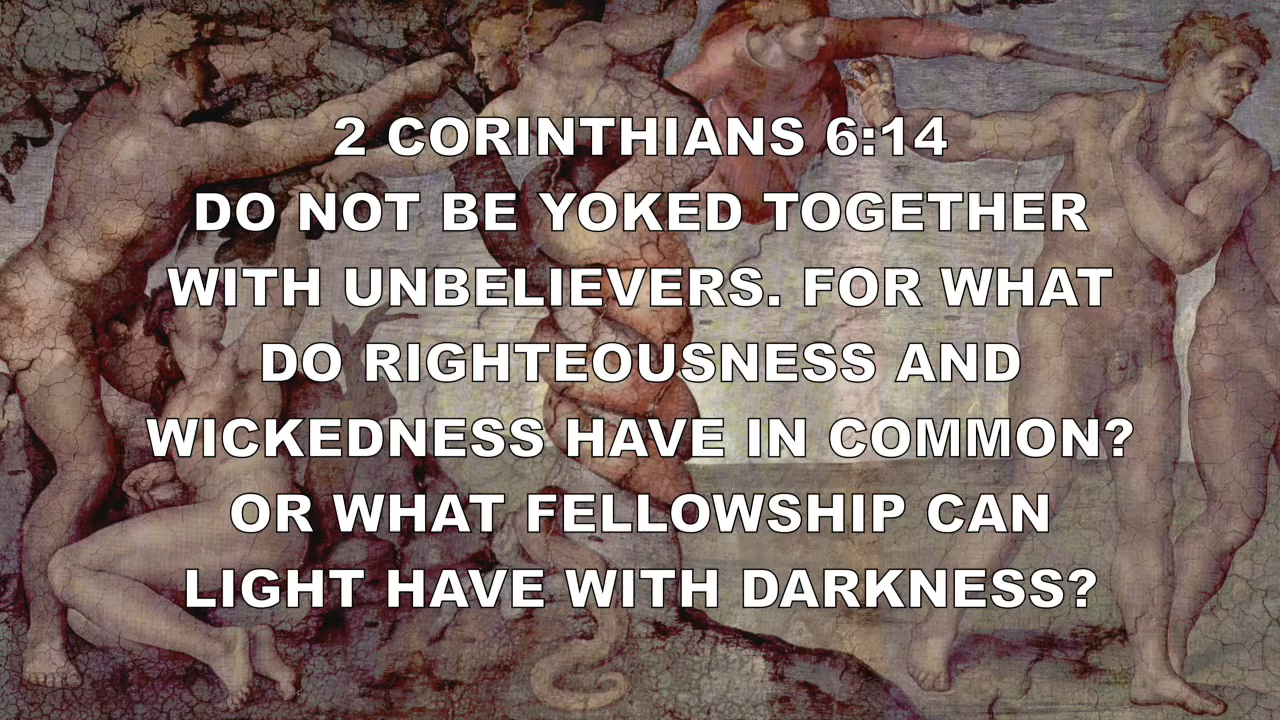 2 CORINTHIANS 6:14
DO NOT BE YOKED TOGETHER
WITH UNBELIEVERS. FOR WHAT
DO RIGHTEOUSNESS AND
WICKEDNESS HAVE IN COMMON?
OR WHAT FELLOWSHIP CAN
LIGHT HAVE WITH DARKNESS?